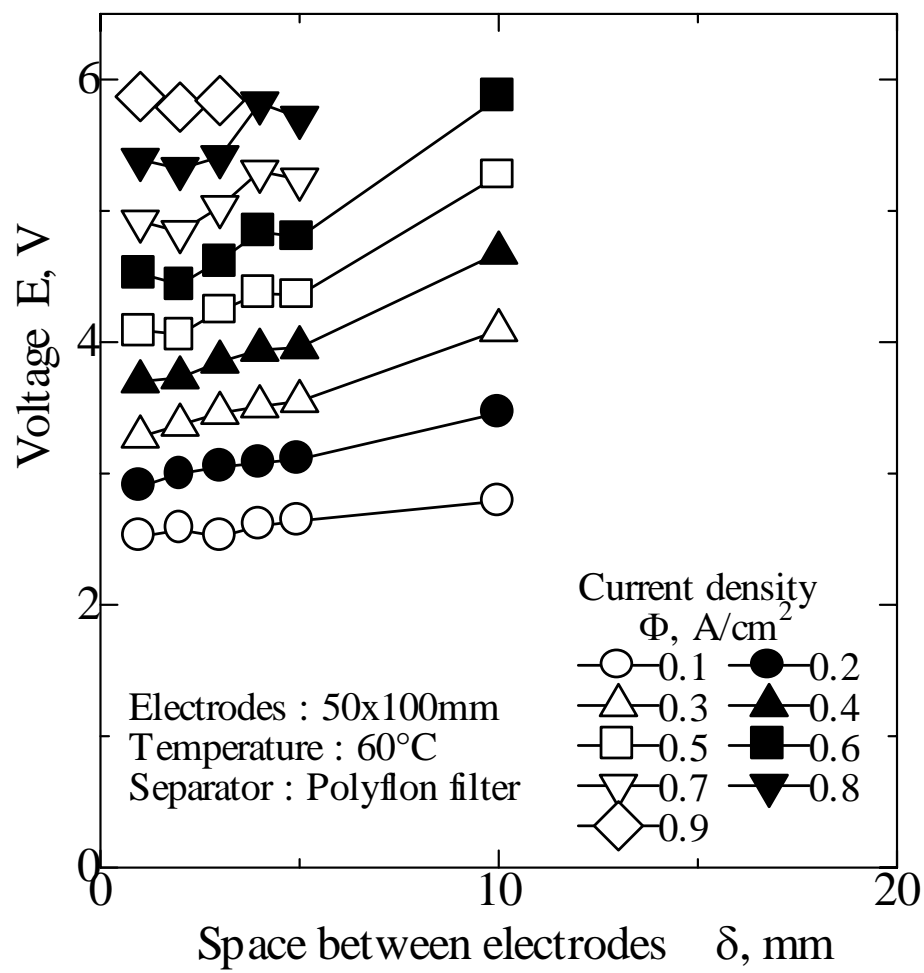 6
4
2
0
Voltage E, V
Current density
Φ, A/cm²
0.1 0.2
0.3 0.4
0.5 0.6
0.7 0.8
0.9
Electrodes : 50x100mm
Temperature : 60°C
Separator : Polyflon filter
0 10 20
Space between electrodes δ, mm